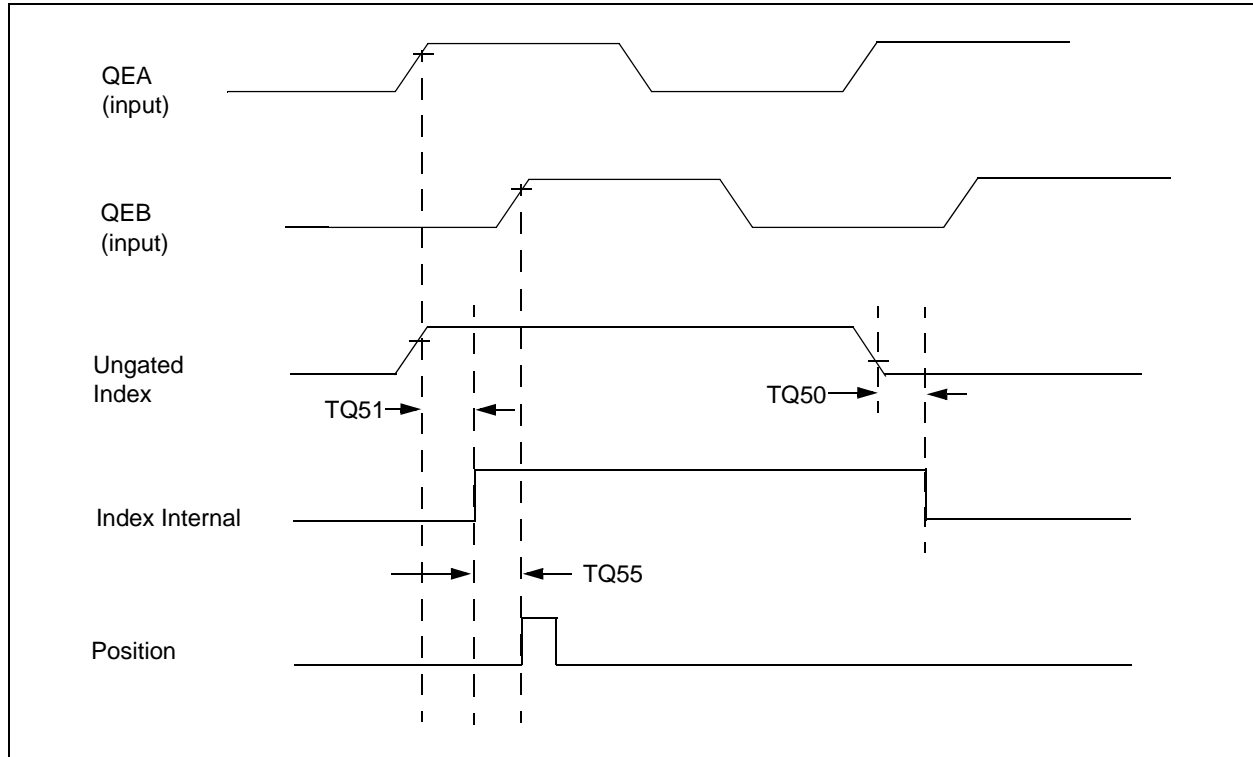 QEA
(input)
QEB
(input)
Ungated
Index
TQ51
TQ50
Index Internal
TQ55
Position